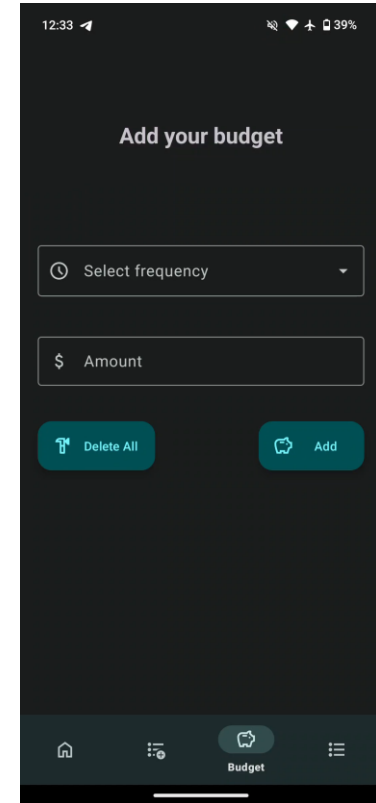 12:33
39%
Add your budget
Select frequency
$ Amount
Delete All
Add
Budget